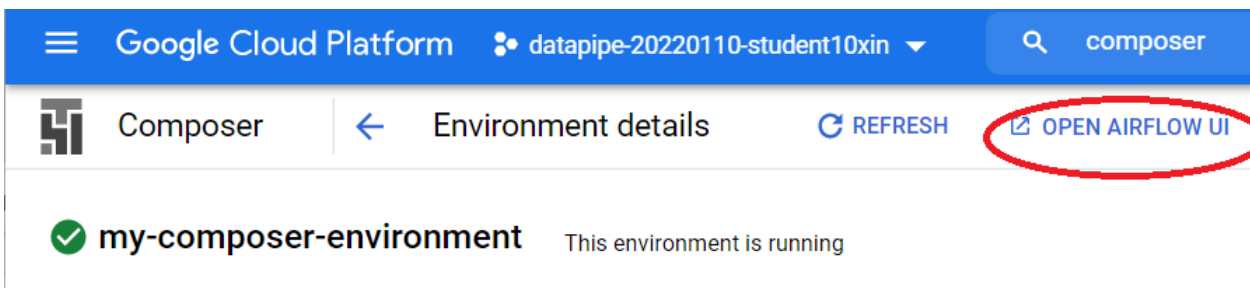 Google Cloud Platform datapipe-20220110-student10xin composer
Composer Environment details REFRESH OPEN AIRFLOW UI
my-composer-environment This environment is running